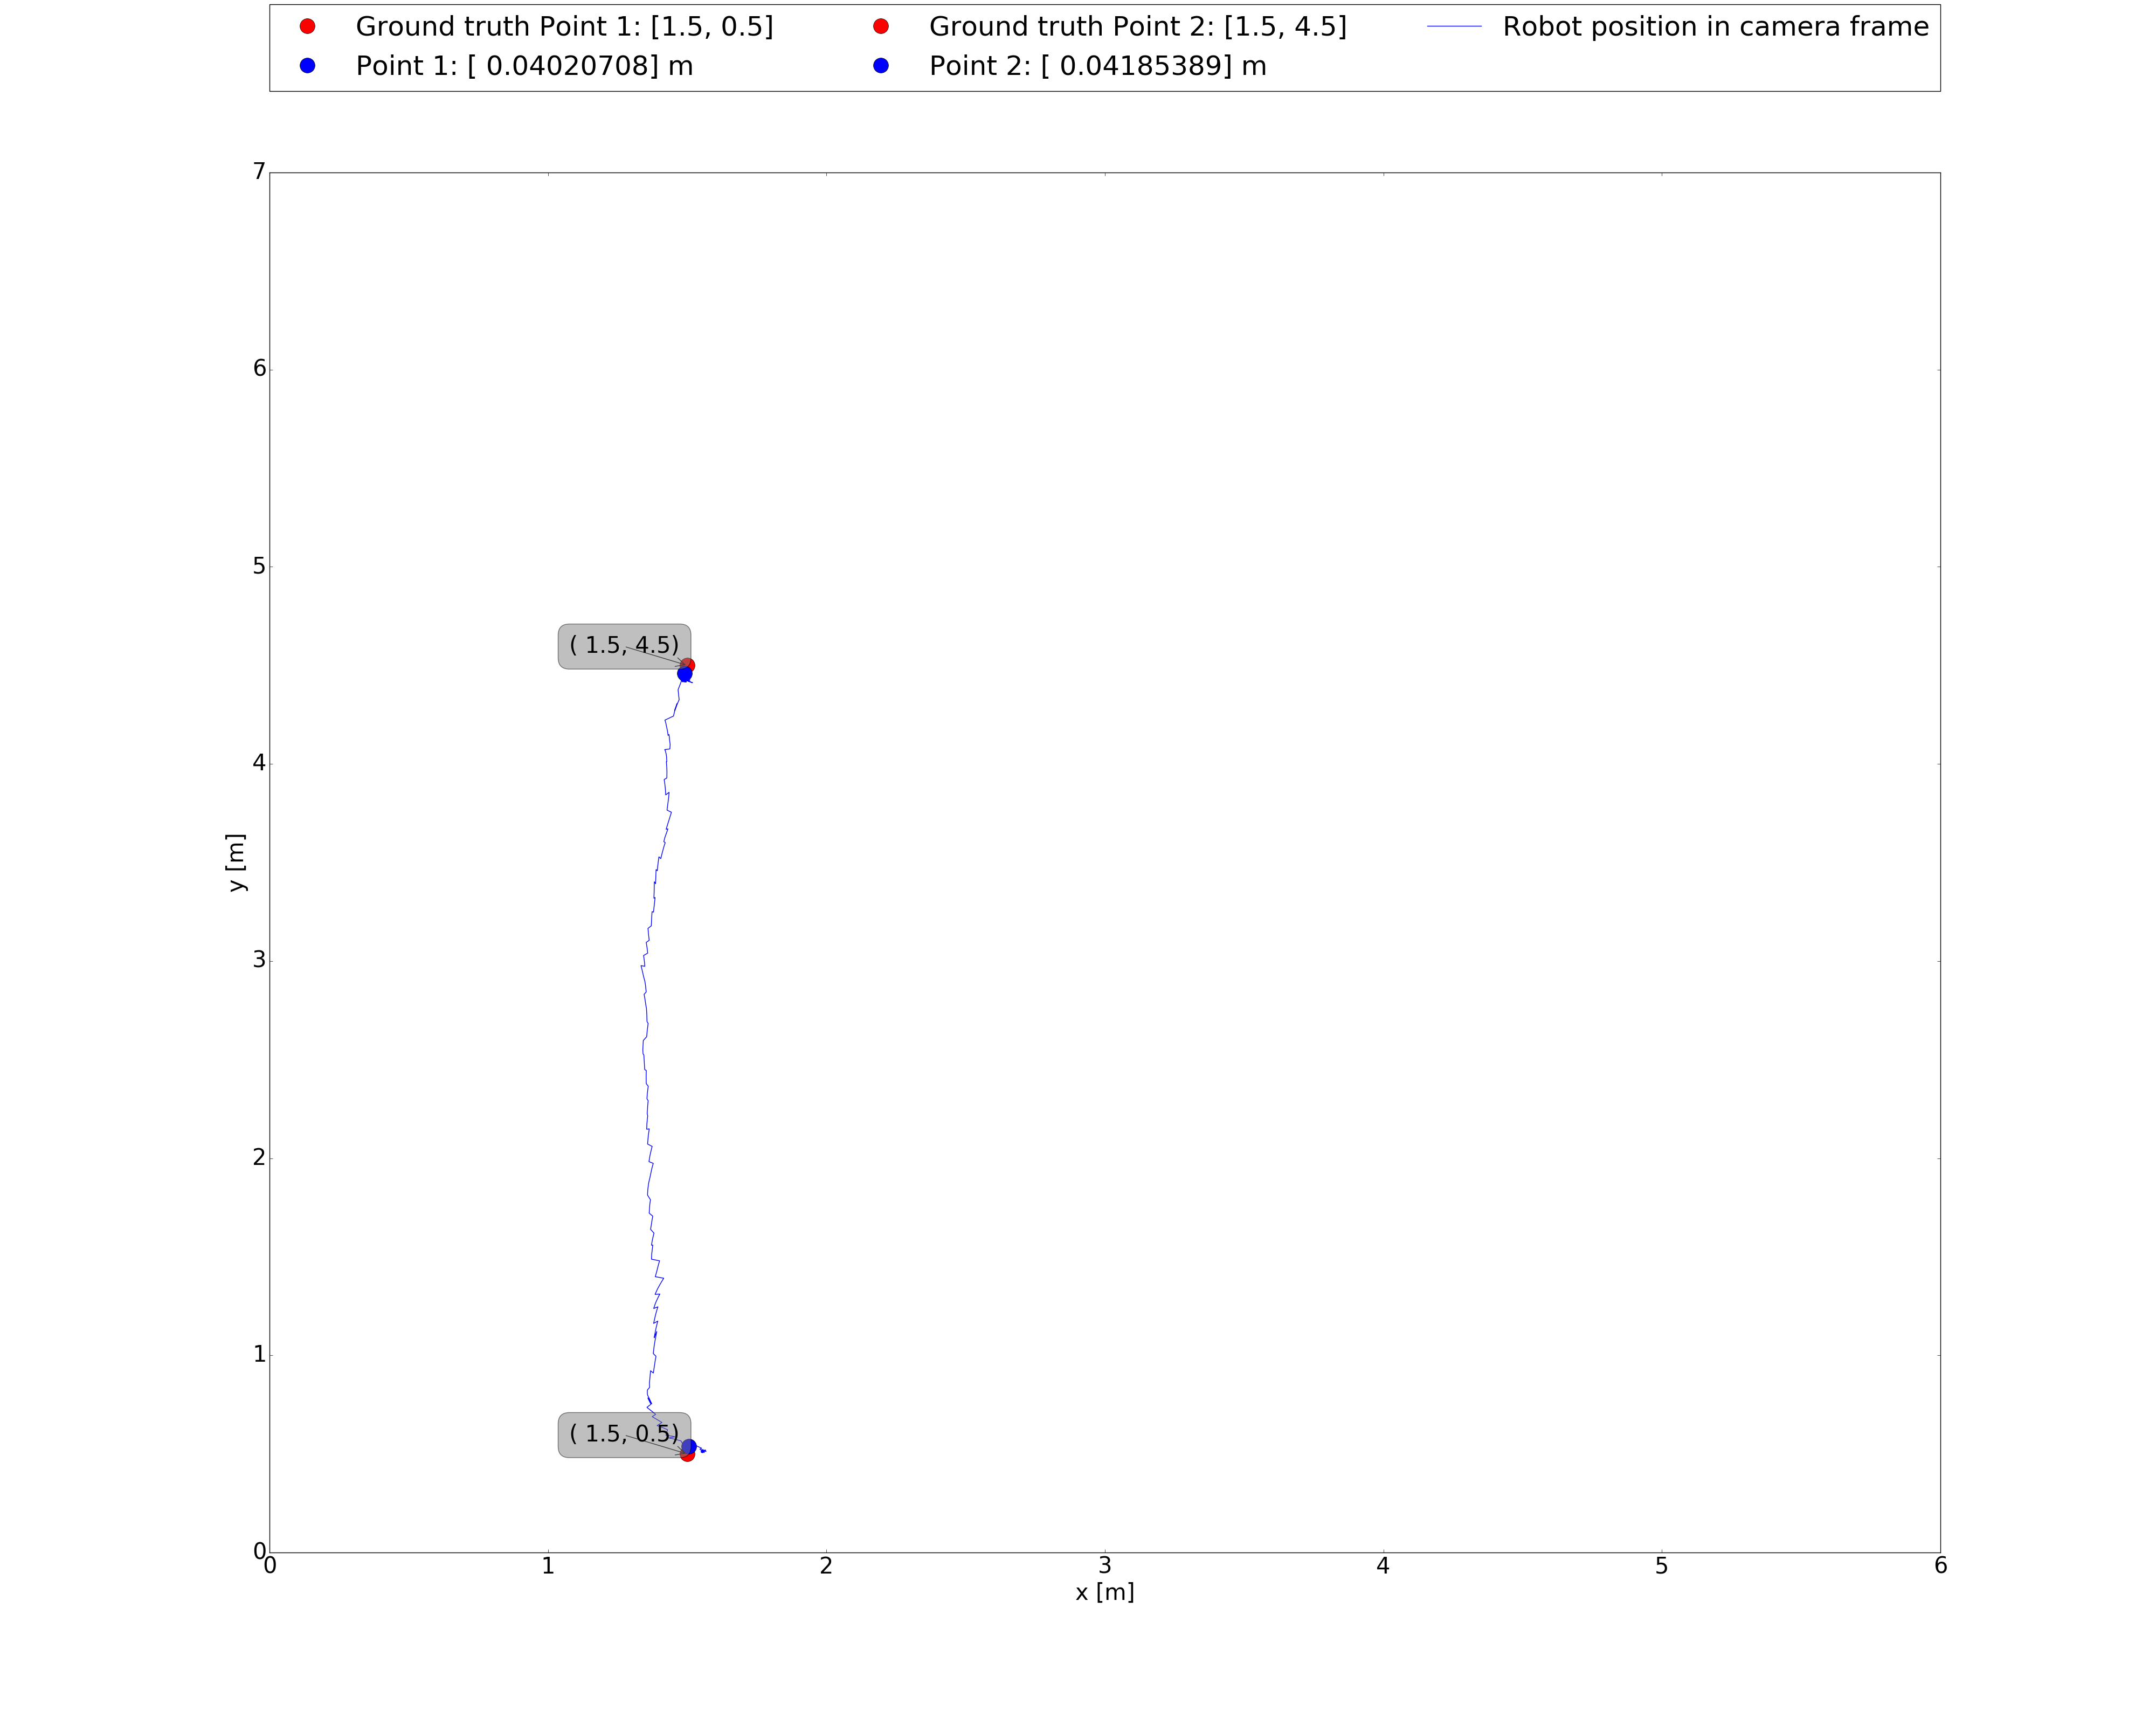 Ground truth Point 1: [1.5, 0.5]
Point 1: [ 0.04020708] m
Ground truth Point 2: [1.5, 4.5]
Point 2: [ 0.04185389] m
Robot position in camera frame
7
6
5
4
3
2
1
0
y [m]
( 1.5, 4.5)
( 1.5, 0.5)
0 1 2 3 4 5 6
x [m]